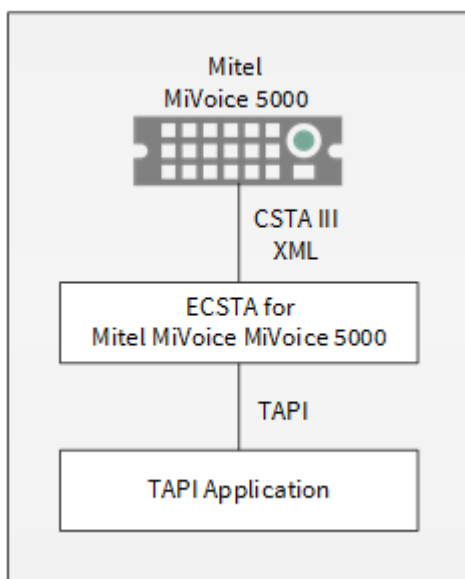 Mitel
MiVoice 5000
CSTA III
XML
ECSTA for
Mitel MiVoice MiVoice 5000
TAPI
TAPI Application